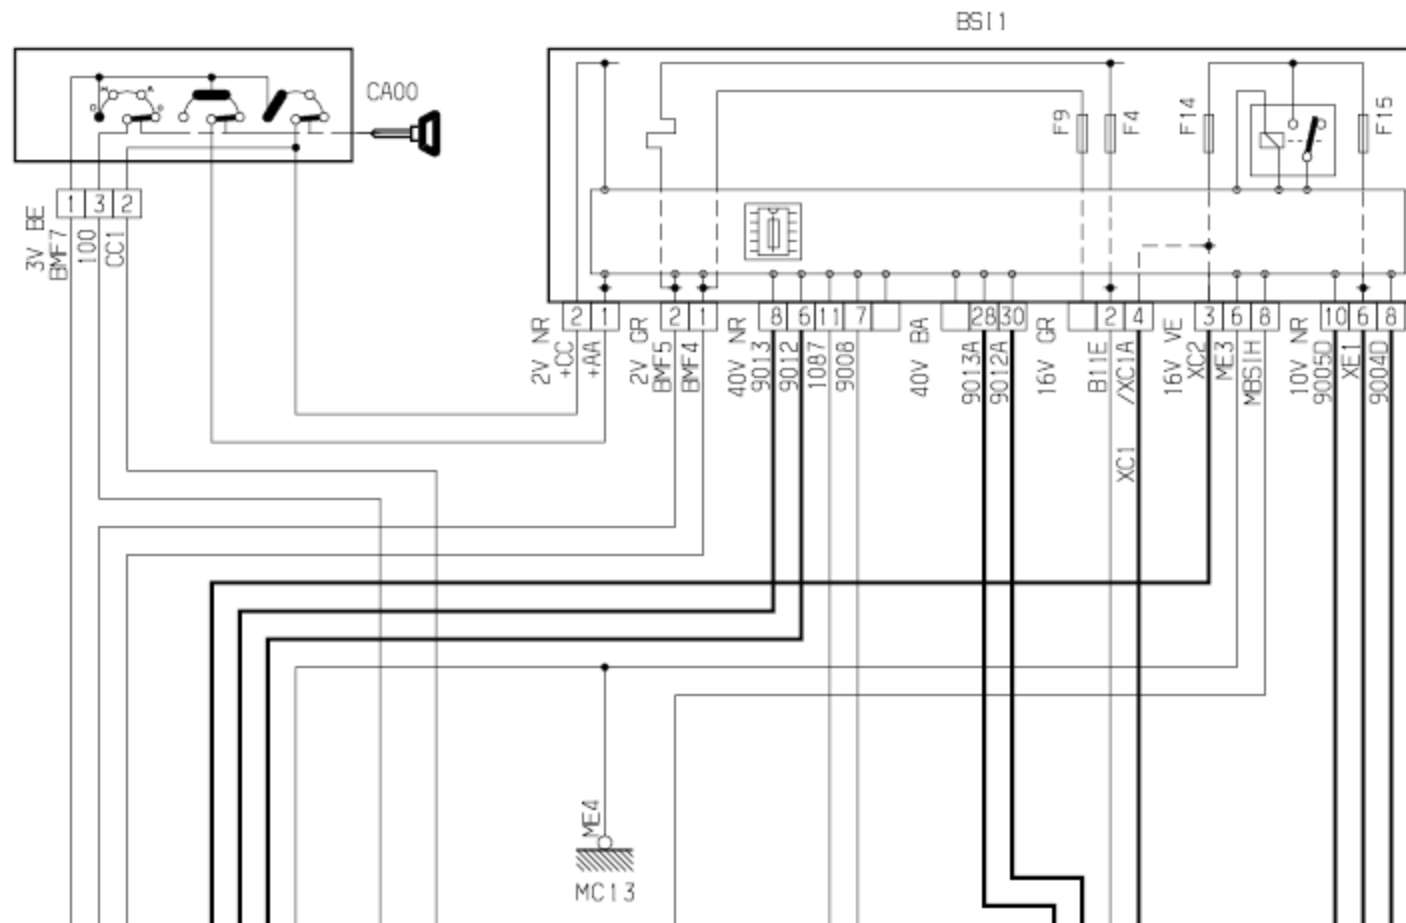 BSI1
CA00
F9
F4
F14
F15
1 3 2
3V BE
BMF7
100
CC1
2 1
2V NR
+CC
+AA
2 1
2V GR
BMF5
BMF4
8 6 11 7
40V NR
9013
9012
1087
9008
28 30
40V BA
9013A
9012A
2 4
16V GR
B11E
/XC1A
XC1
3 6 8
16V VE
XC2
ME3
MBSIH
10 6 8
10V NR
9005D
XE1
9004D
ME4
MC13